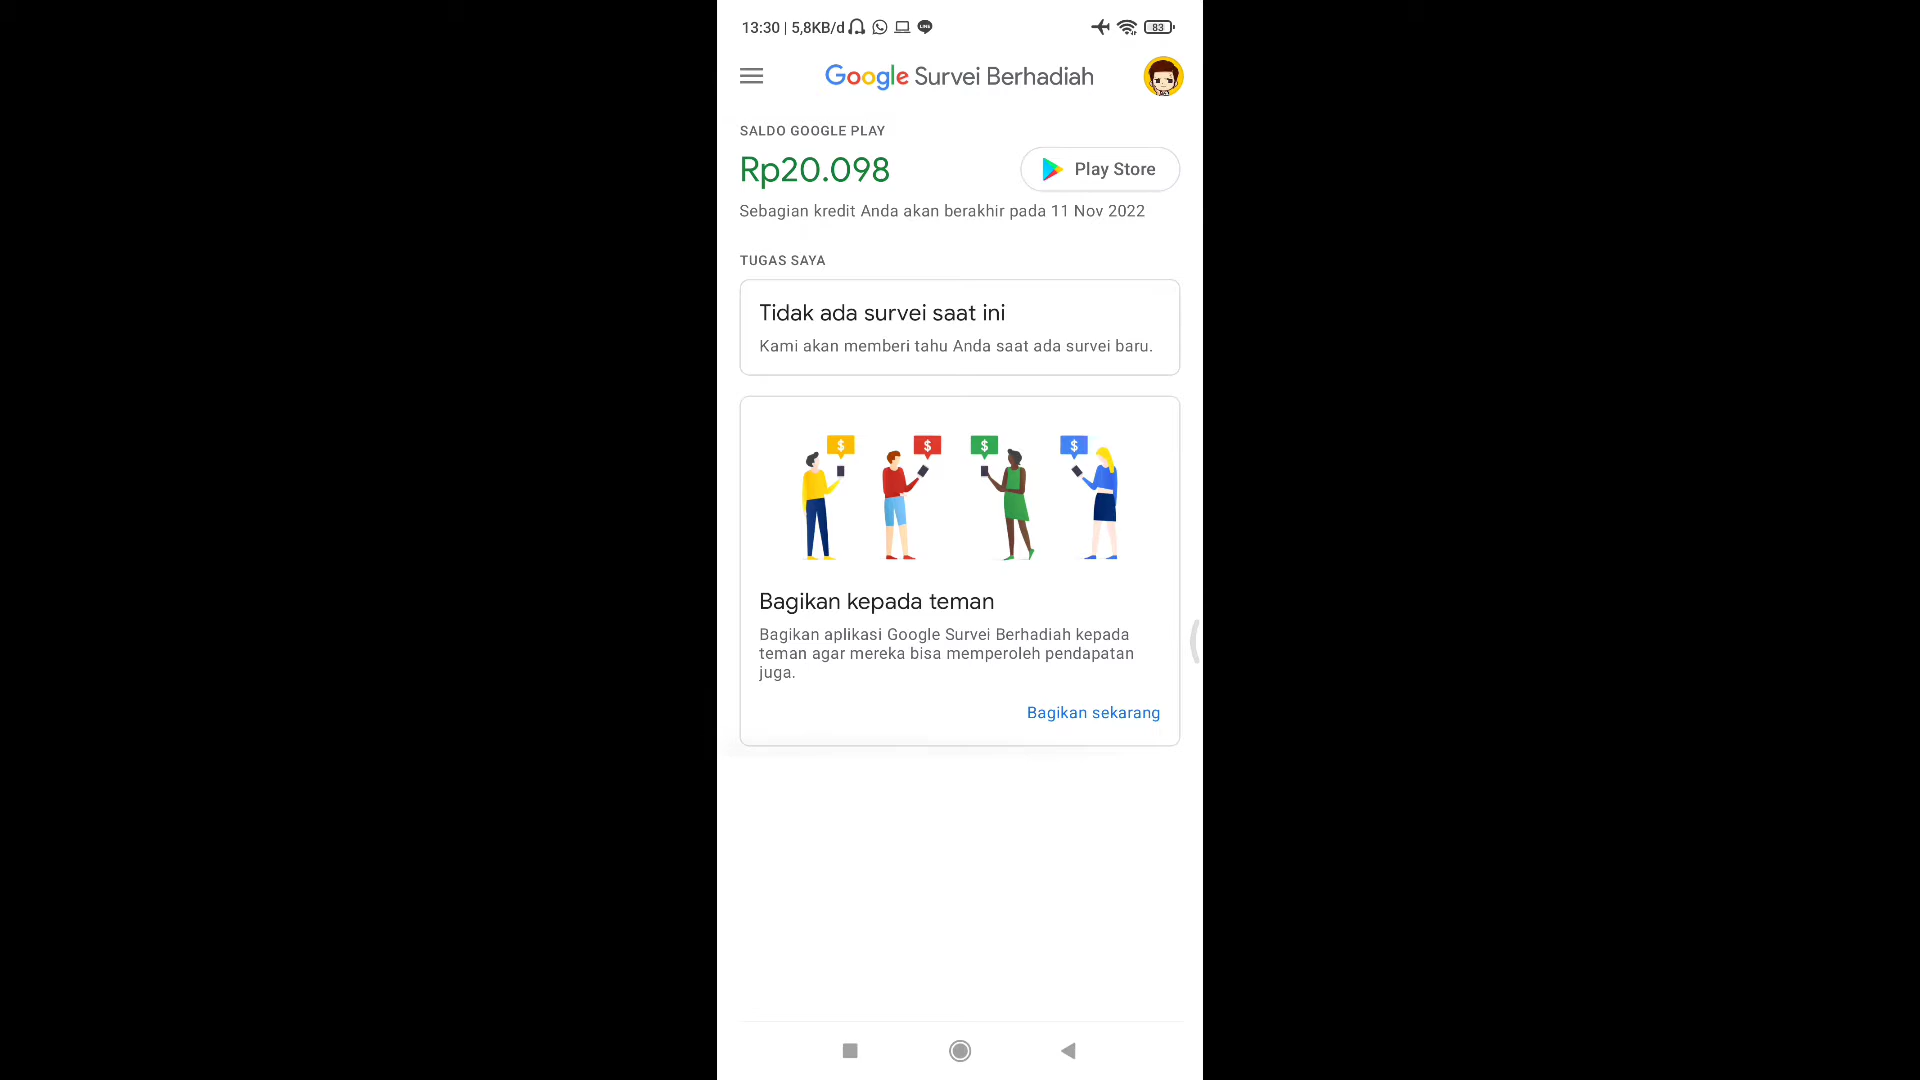 13:30 | 5,8KB/d
83
Google Survei Berhadiah
SALDO GOOGLE PLAY
Rp20.098
Play Store
Sebagian kredit Anda akan berakhir pada 11 Nov 2022
TUGAS SAYA
Tidak ada survei saat ini
Kami akan memberi tahu Anda saat ada survei baru.
$ $ $ $
Bagikan kepada teman
Bagikan aplikasi Google Survei Berhadiah kepada
teman agar mereka bisa memperoleh pendapatan
juga.
Bagikan sekarang